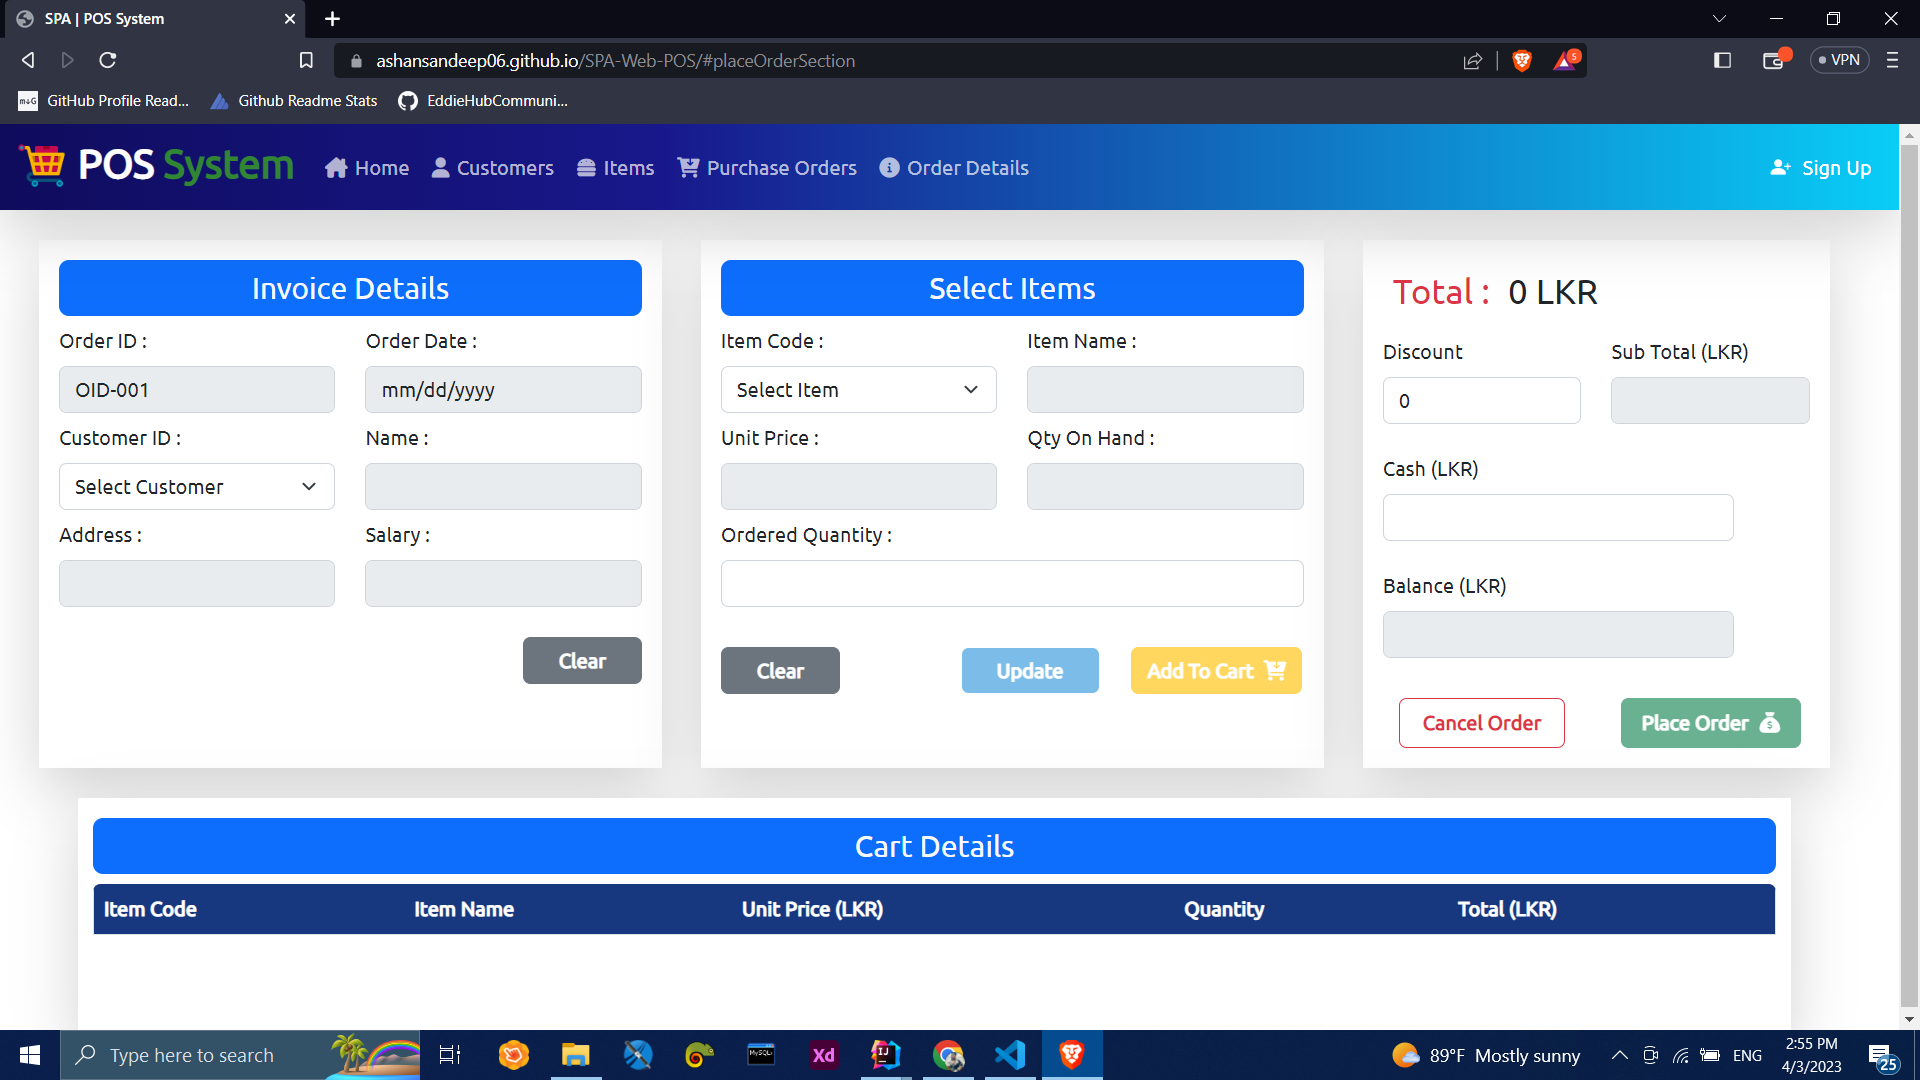 SPA | POS System
ashansandeep06.github.io/SPA-Web-POS/#placeOrderSection
5
VPN
GitHub Profile Read...
Github Readme Stats
EddieHubCommuni...
POS System
Home
Customers
Items
Purchase Orders
Order Details
Sign Up
Invoice Details
Order ID :
Order Date :
OID-001
mm/dd/yyyy
Customer ID :
Name :
Select Customer
Address :
Salary :
Clear
Select Items
Item Code :
Item Name :
Select Item
Unit Price :
Qty On Hand :
Ordered Quantity :
Clear
Update
Add To Cart
Total : 0 LKR
Discount
Sub Total (LKR)
0
Cash (LKR)
Balance (LKR)
Cancel Order
Place Order
Cart Details
Item Code
Item Name
Unit Price (LKR)
Quantity
Total (LKR)
Type here to search
MySQL
Xd
IJ
89°F Mostly sunny
ENG
2:55 PM
4/3/2023
25